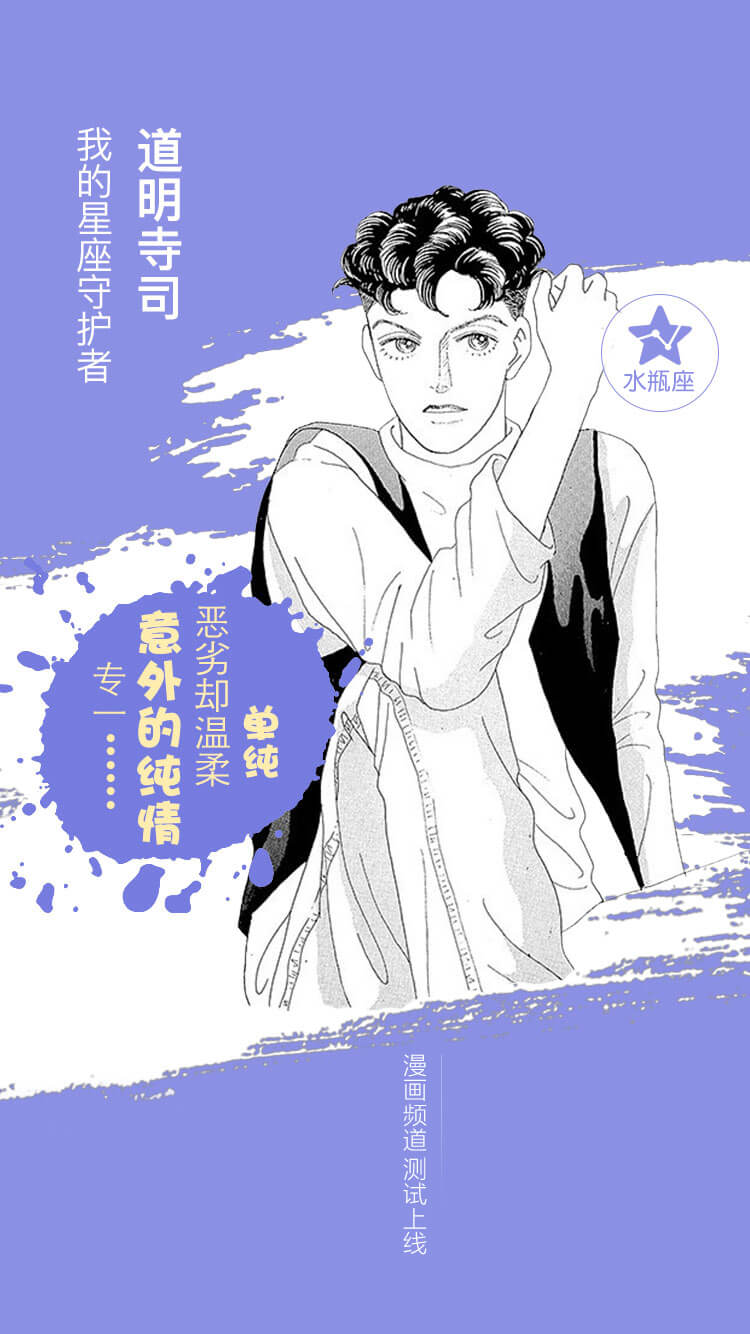 道明寺司
我的星座守护者
水瓶座
单纯
恶劣却温柔
意外的纯情
专一……
漫画频道 测试上线